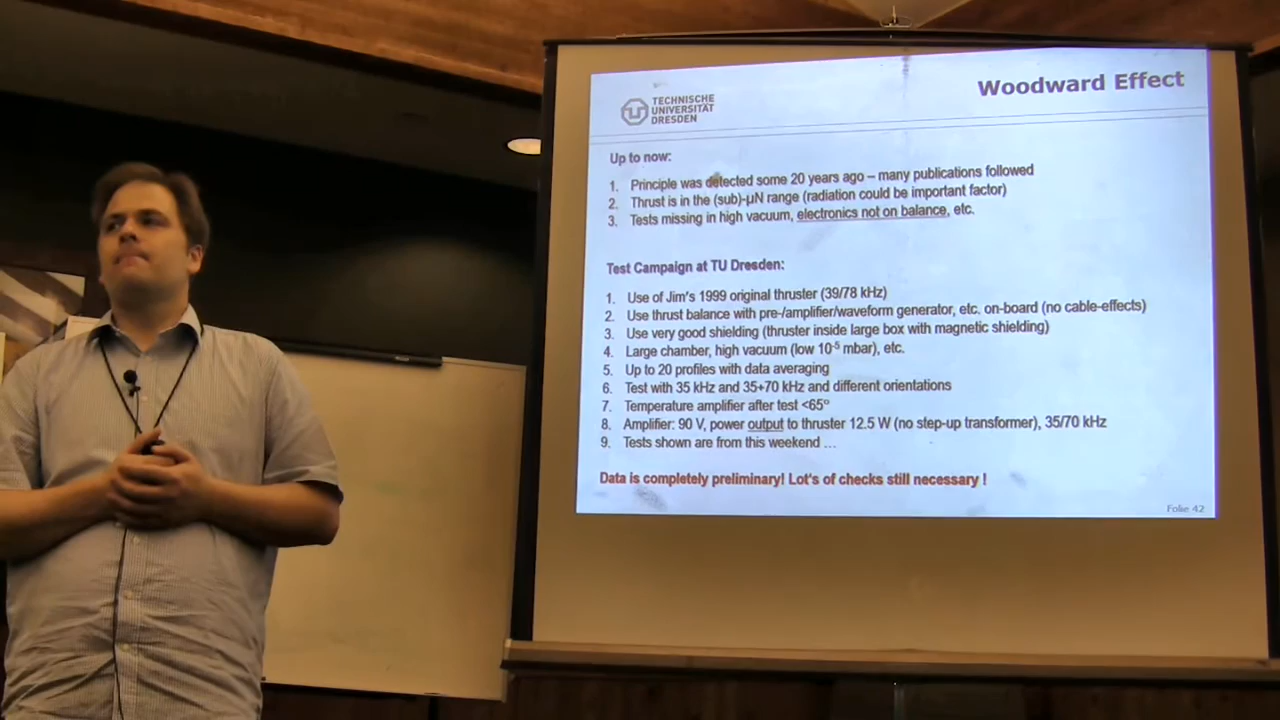 Woodward Effect
TECHNISCHE
UNIVERSITÄT
DRESDEN
Up to now:
1. Principle was detected some 20 years ago – many publications followed
2. Thrust is in the (sub)-µN range (radiation could be important factor)
3. Tests missing in high vacuum, electronics not on balance, etc.
Test Campaign at TU Dresden:
1. Use of Jim's 1999 original thruster (39/78 kHz)
2. Use thrust balance with pre-/amplifier/waveform generator, etc. on-board (no cable-effects)
3. Use very good shielding (thruster inside large box with magnetic shielding)
4. Large chamber, high vacuum (low 10⁻⁵ mbar), etc.
5. Up to 20 profiles with data averaging
6. Test with 35 kHz and 35+70 kHz and different orientations
7. Temperature amplifier after test <65°
8. Amplifier: 90 V, power output to thruster 12.5 W (no step-up transformer), 35/70 kHz
9. Tests shown are from this weekend …
Data is completely preliminary! Lot's of checks still necessary !
Folie 42